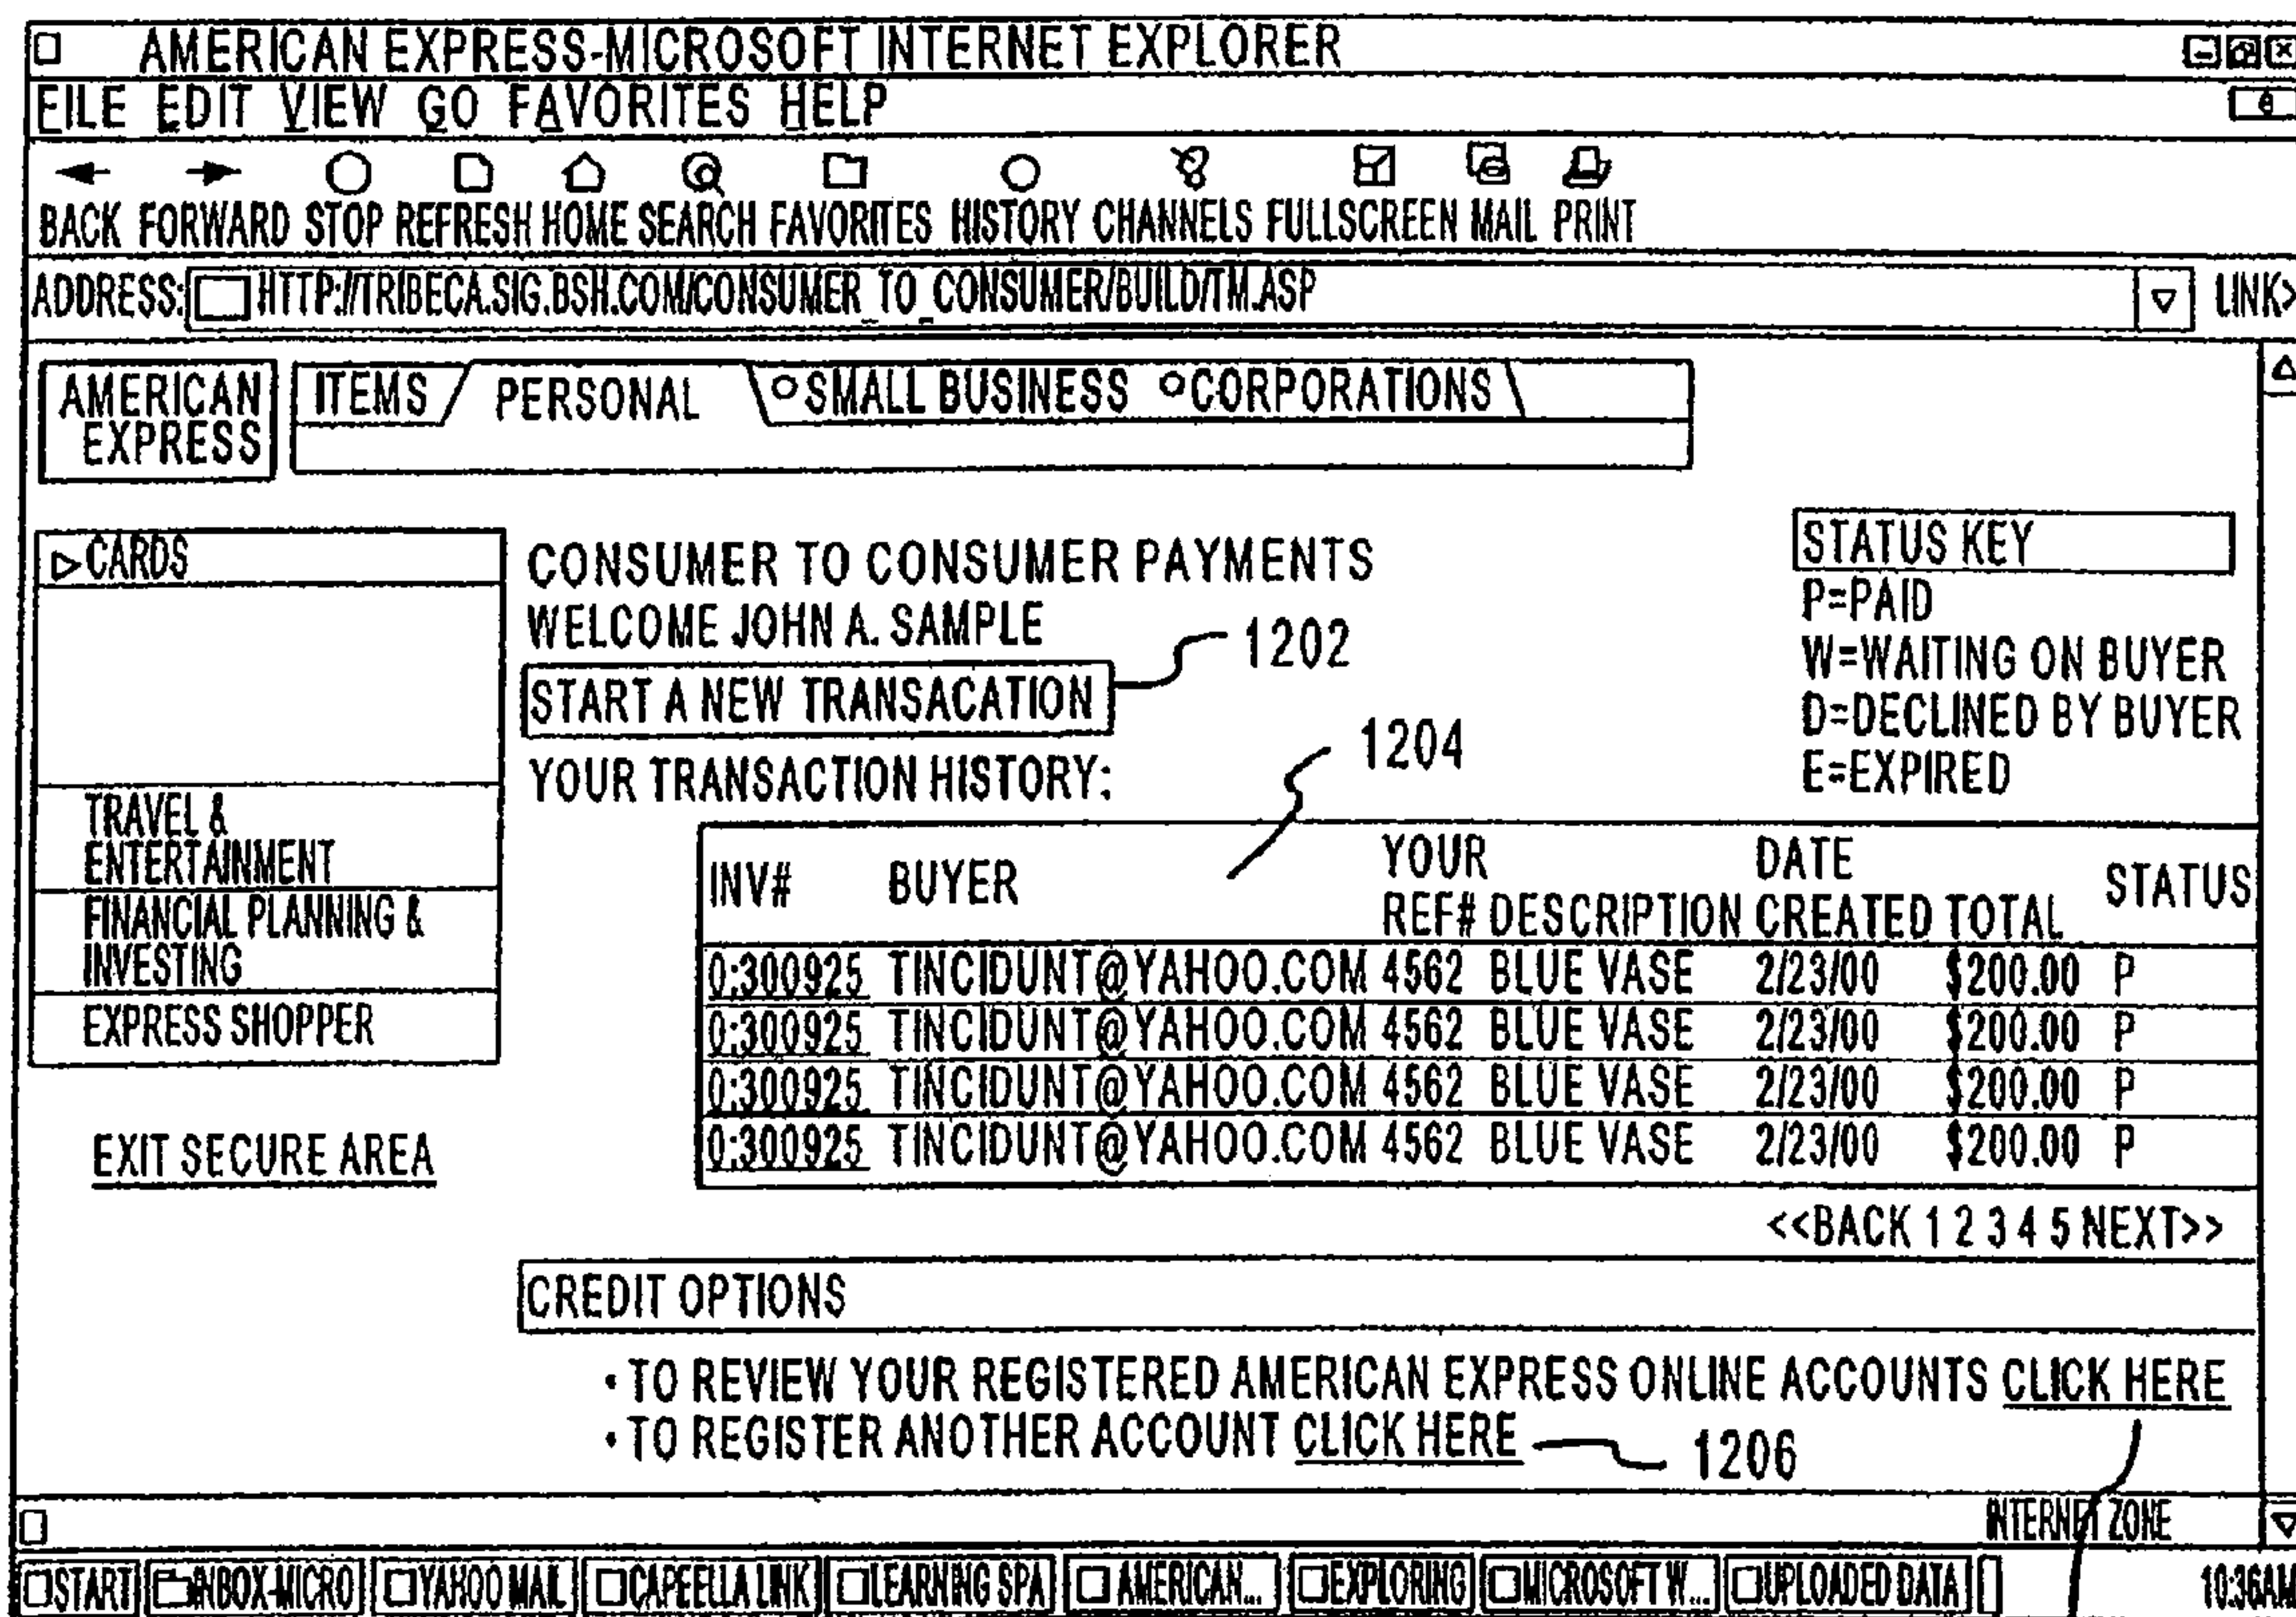 AMERICAN EXPRESS-MICROSOFT INTERNET EXPLORER
FILE EDIT VIEW GO FAVORITES HELP
BACK FORWARD STOP REFRESH HOME SEARCH FAVORITES HISTORY CHANNELS FULLSCREEN MAIL PRINT
ADDRESS: HTTP://TRIBECA.SIG.BSH.COM/CONSUMER_TO_CONSUMER/BUILD/TM.ASP LINK>
AMERICAN EXPRESS
ITEMS PERSONAL SMALL BUSINESS CORPORATIONS
CARDS
TRAVEL &
ENTERTAINMENT
FINANCIAL PLANNING &
INVESTING
EXPRESS SHOPPER
EXIT SECURE AREA
CONSUMER TO CONSUMER PAYMENTS
WELCOME JOHN A. SAMPLE
START A NEW TRANSACATION
1202
YOUR TRANSACTION HISTORY:
1204
STATUS KEY
P=PAID
W=WAITING ON BUYER
D=DECLINED BY BUYER
E=EXPIRED
INV# BUYER YOUR REF# DESCRIPTION DATE CREATED TOTAL STATUS
0:300925 TINCIDUNT@YAHOO.COM 4562 BLUE VASE 2/23/00 $200.00 P
0:300925 TINCIDUNT@YAHOO.COM 4562 BLUE VASE 2/23/00 $200.00 P
0:300925 TINCIDUNT@YAHOO.COM 4562 BLUE VASE 2/23/00 $200.00 P
0:300925 TINCIDUNT@YAHOO.COM 4562 BLUE VASE 2/23/00 $200.00 P
<<BACK 1 2 3 4 5 NEXT>>
CREDIT OPTIONS
• TO REVIEW YOUR REGISTERED AMERICAN EXPRESS ONLINE ACCOUNTS CLICK HERE
• TO REGISTER ANOTHER ACCOUNT CLICK HERE
1206
INTERNET ZONE
START INBOX-MICRO YAHOO MAIL CAPEELLA LINK LEARNING SPA AMERICAN... EXPLORING MICROSOFT W... UPLOADED DATA 10:36AM